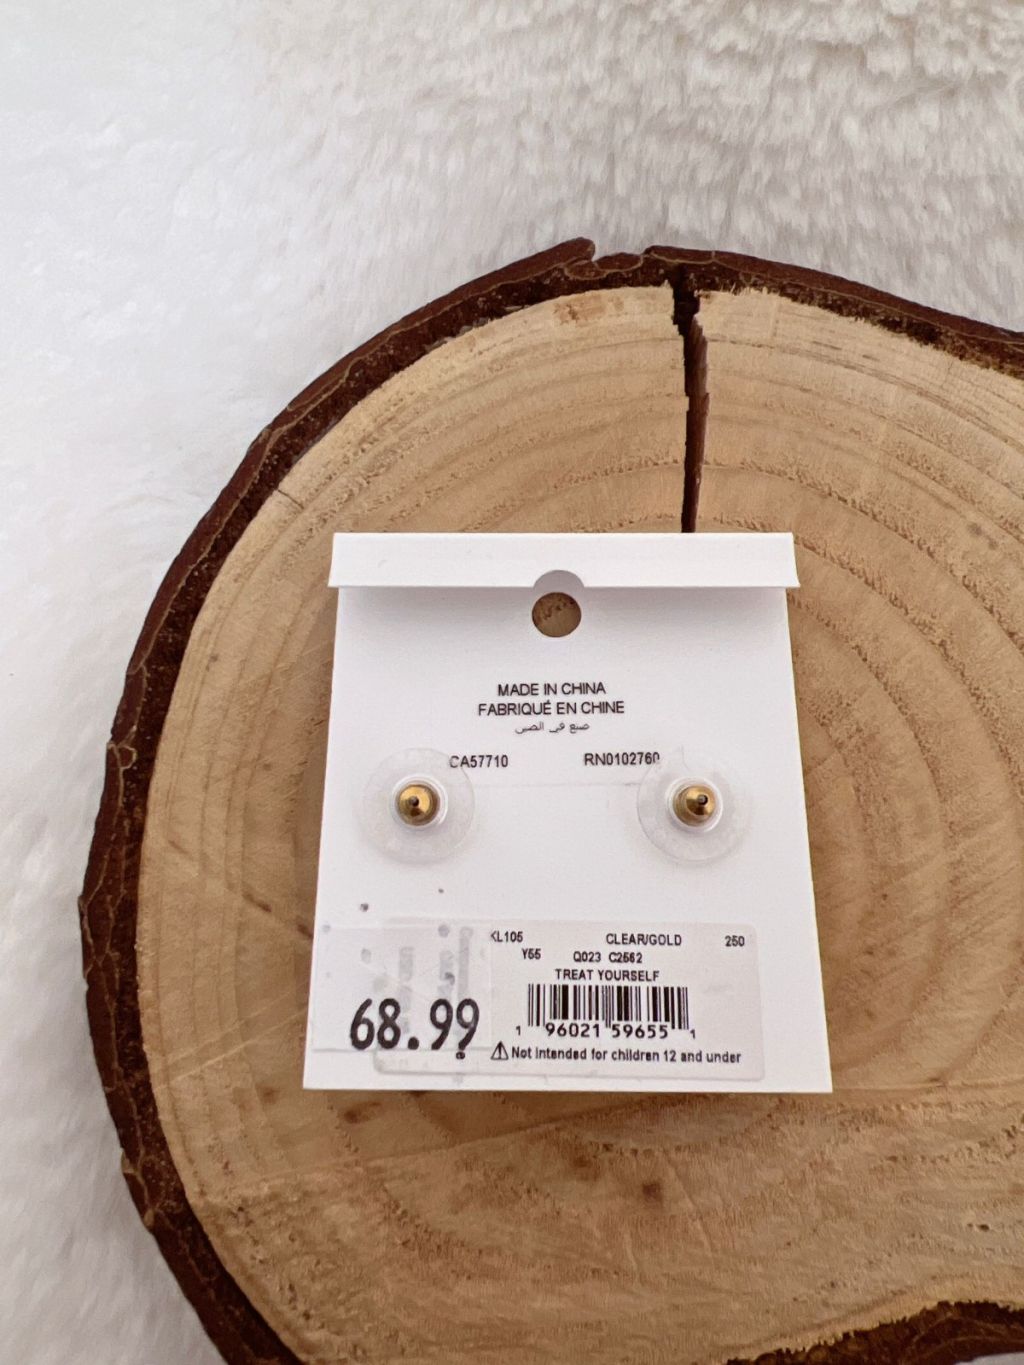 MADE IN CHINA
FABRIQUÉ EN CHINE
صنع في الصين
CA57710 RN0102760
KL105 CLEAR/GOLD 250
Y55 Q023 C2562
TREAT YOURSELF
1 96021 59655 1
68.99
⚠ Not intended for children 12 and under